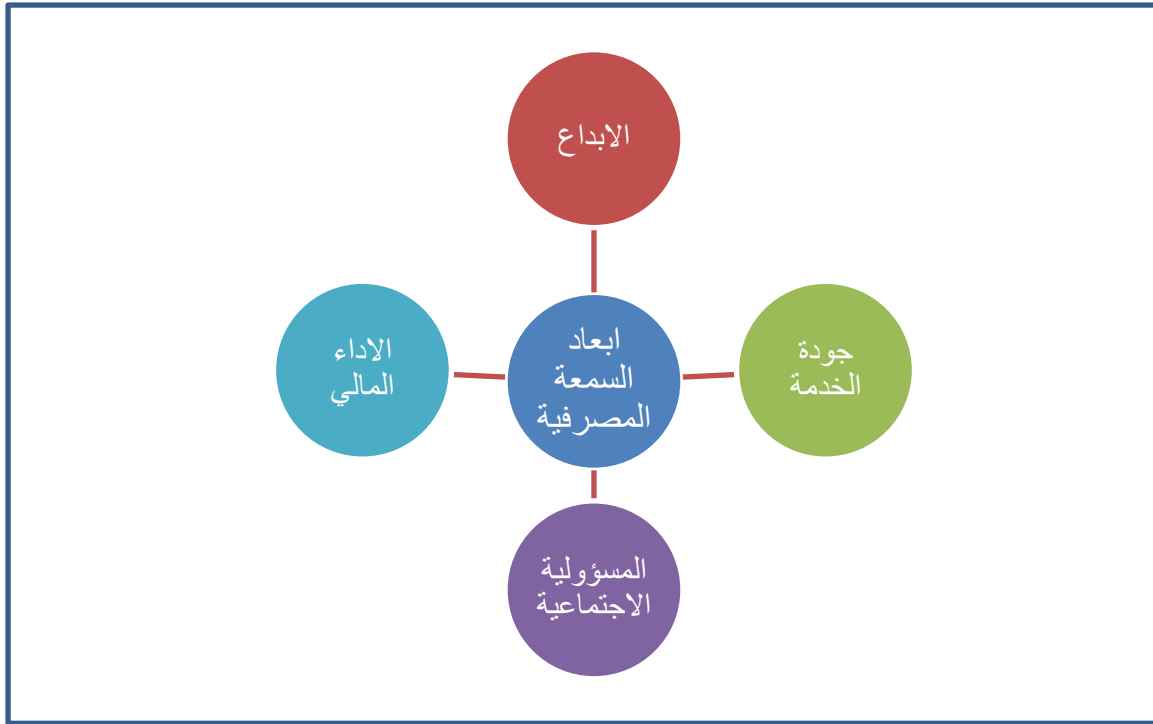 الابداع
ابعاد
السمعة
المصرفية
جودة
الخدمة
الاداء
المالي
المسؤولية
الاجتماعية